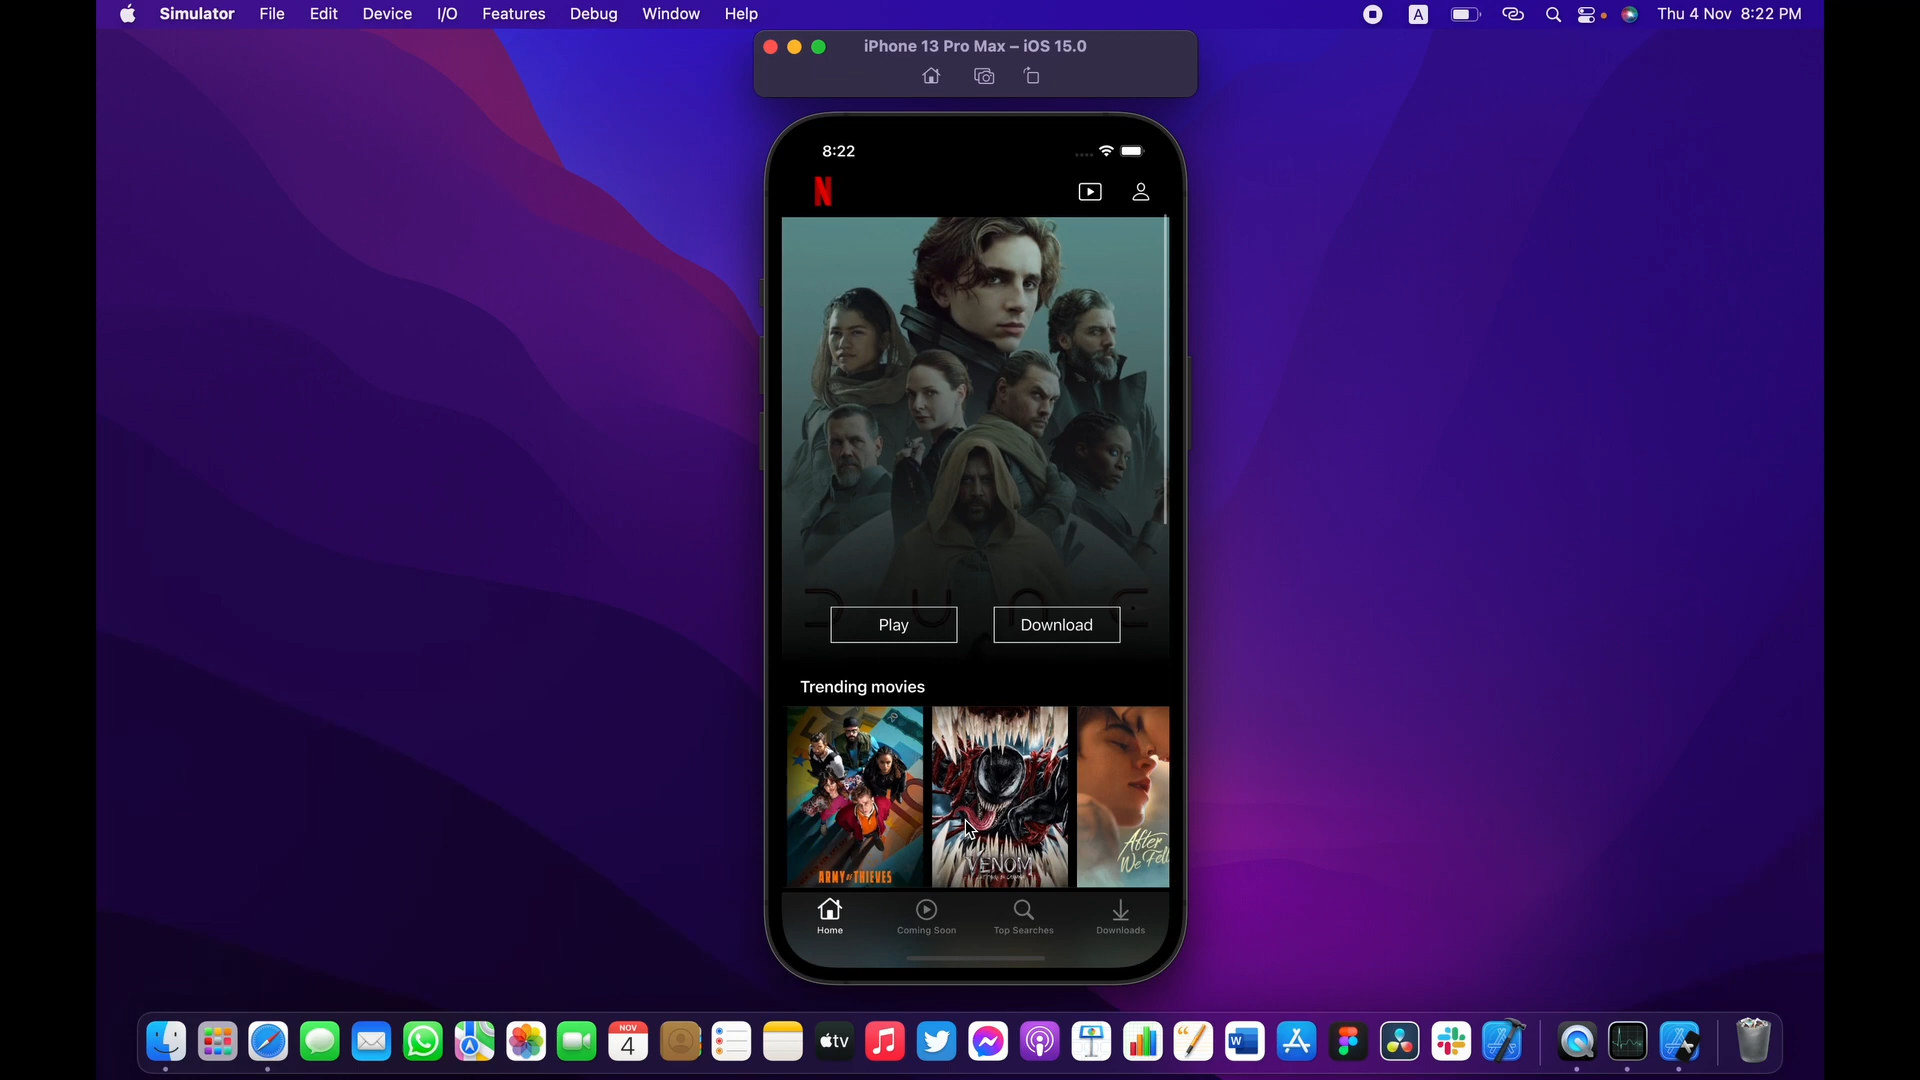 Simulator File Edit Device I/O Features Debug Window Help
A
Thu 4 Nov 8:22 PM
iPhone 13 Pro Max – iOS 15.0
8:22
N
DUNE
Play
Download
Trending movies
ARMY OF THIEVES
VENOM
After We Fell
Home
Coming Soon
Top Searches
Downloads
NOV
4
tv
W